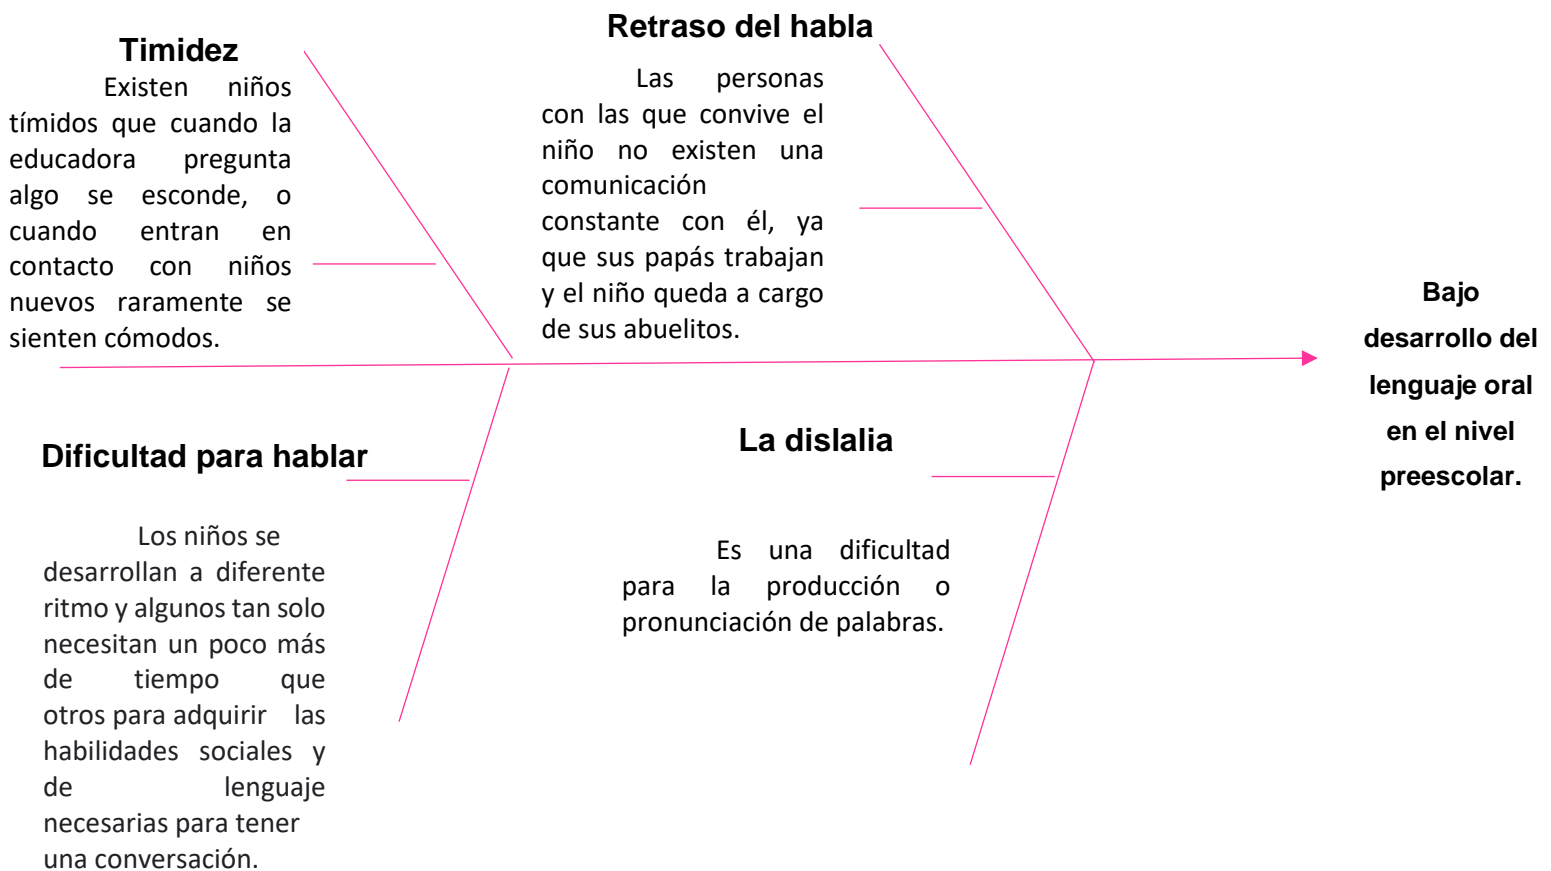 Timidez
Existen niños
tímidos que cuando la
educadora pregunta
algo se esconde, o
cuando entran en
contacto con niños
nuevos raramente se
sienten cómodos.
Retraso del habla
Las personas
con las que convive el
niño no existen una
comunicación
constante con él, ya
que sus papás trabajan
y el niño queda a cargo
de sus abuelitos.
Dificultad para hablar
Los niños se
desarrollan a diferente
ritmo y algunos tan solo
necesitan un poco más
de tiempo que
otros para adquirir las
habilidades sociales y
de lenguaje
necesarias para tener
una conversación.
La dislalia
Es una dificultad
para la producción o
pronunciación de palabras.
Bajo
desarrollo del
lenguaje oral
en el nivel
preescolar.